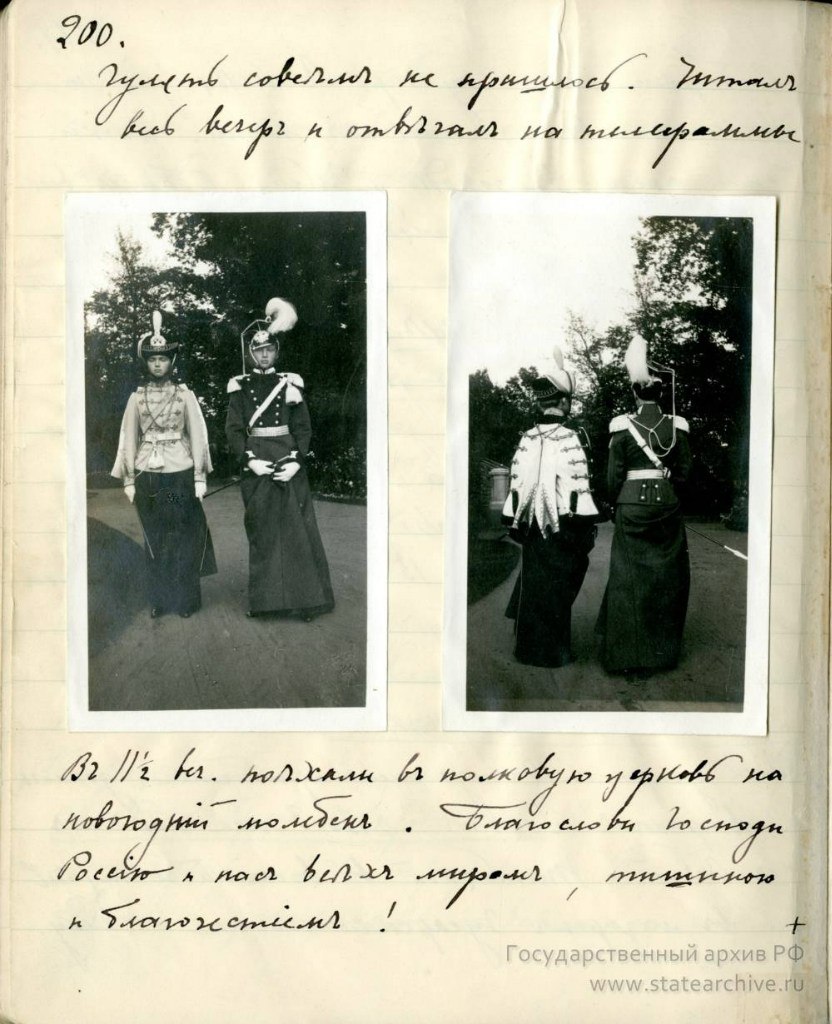 200.
гулять совсѣмъ не пришлось. Читалъ
весь вечеръ и отвѣчалъ на телеграммы
Въ 11½ веч. поѣхали въ полковую церковь на
новогодній молебенъ. Благослови Господи
Россію и насъ всѣхъ миромъ, тишиною
и благочестіемъ!
+
Государственный архив РФ
www.statearchive.ru